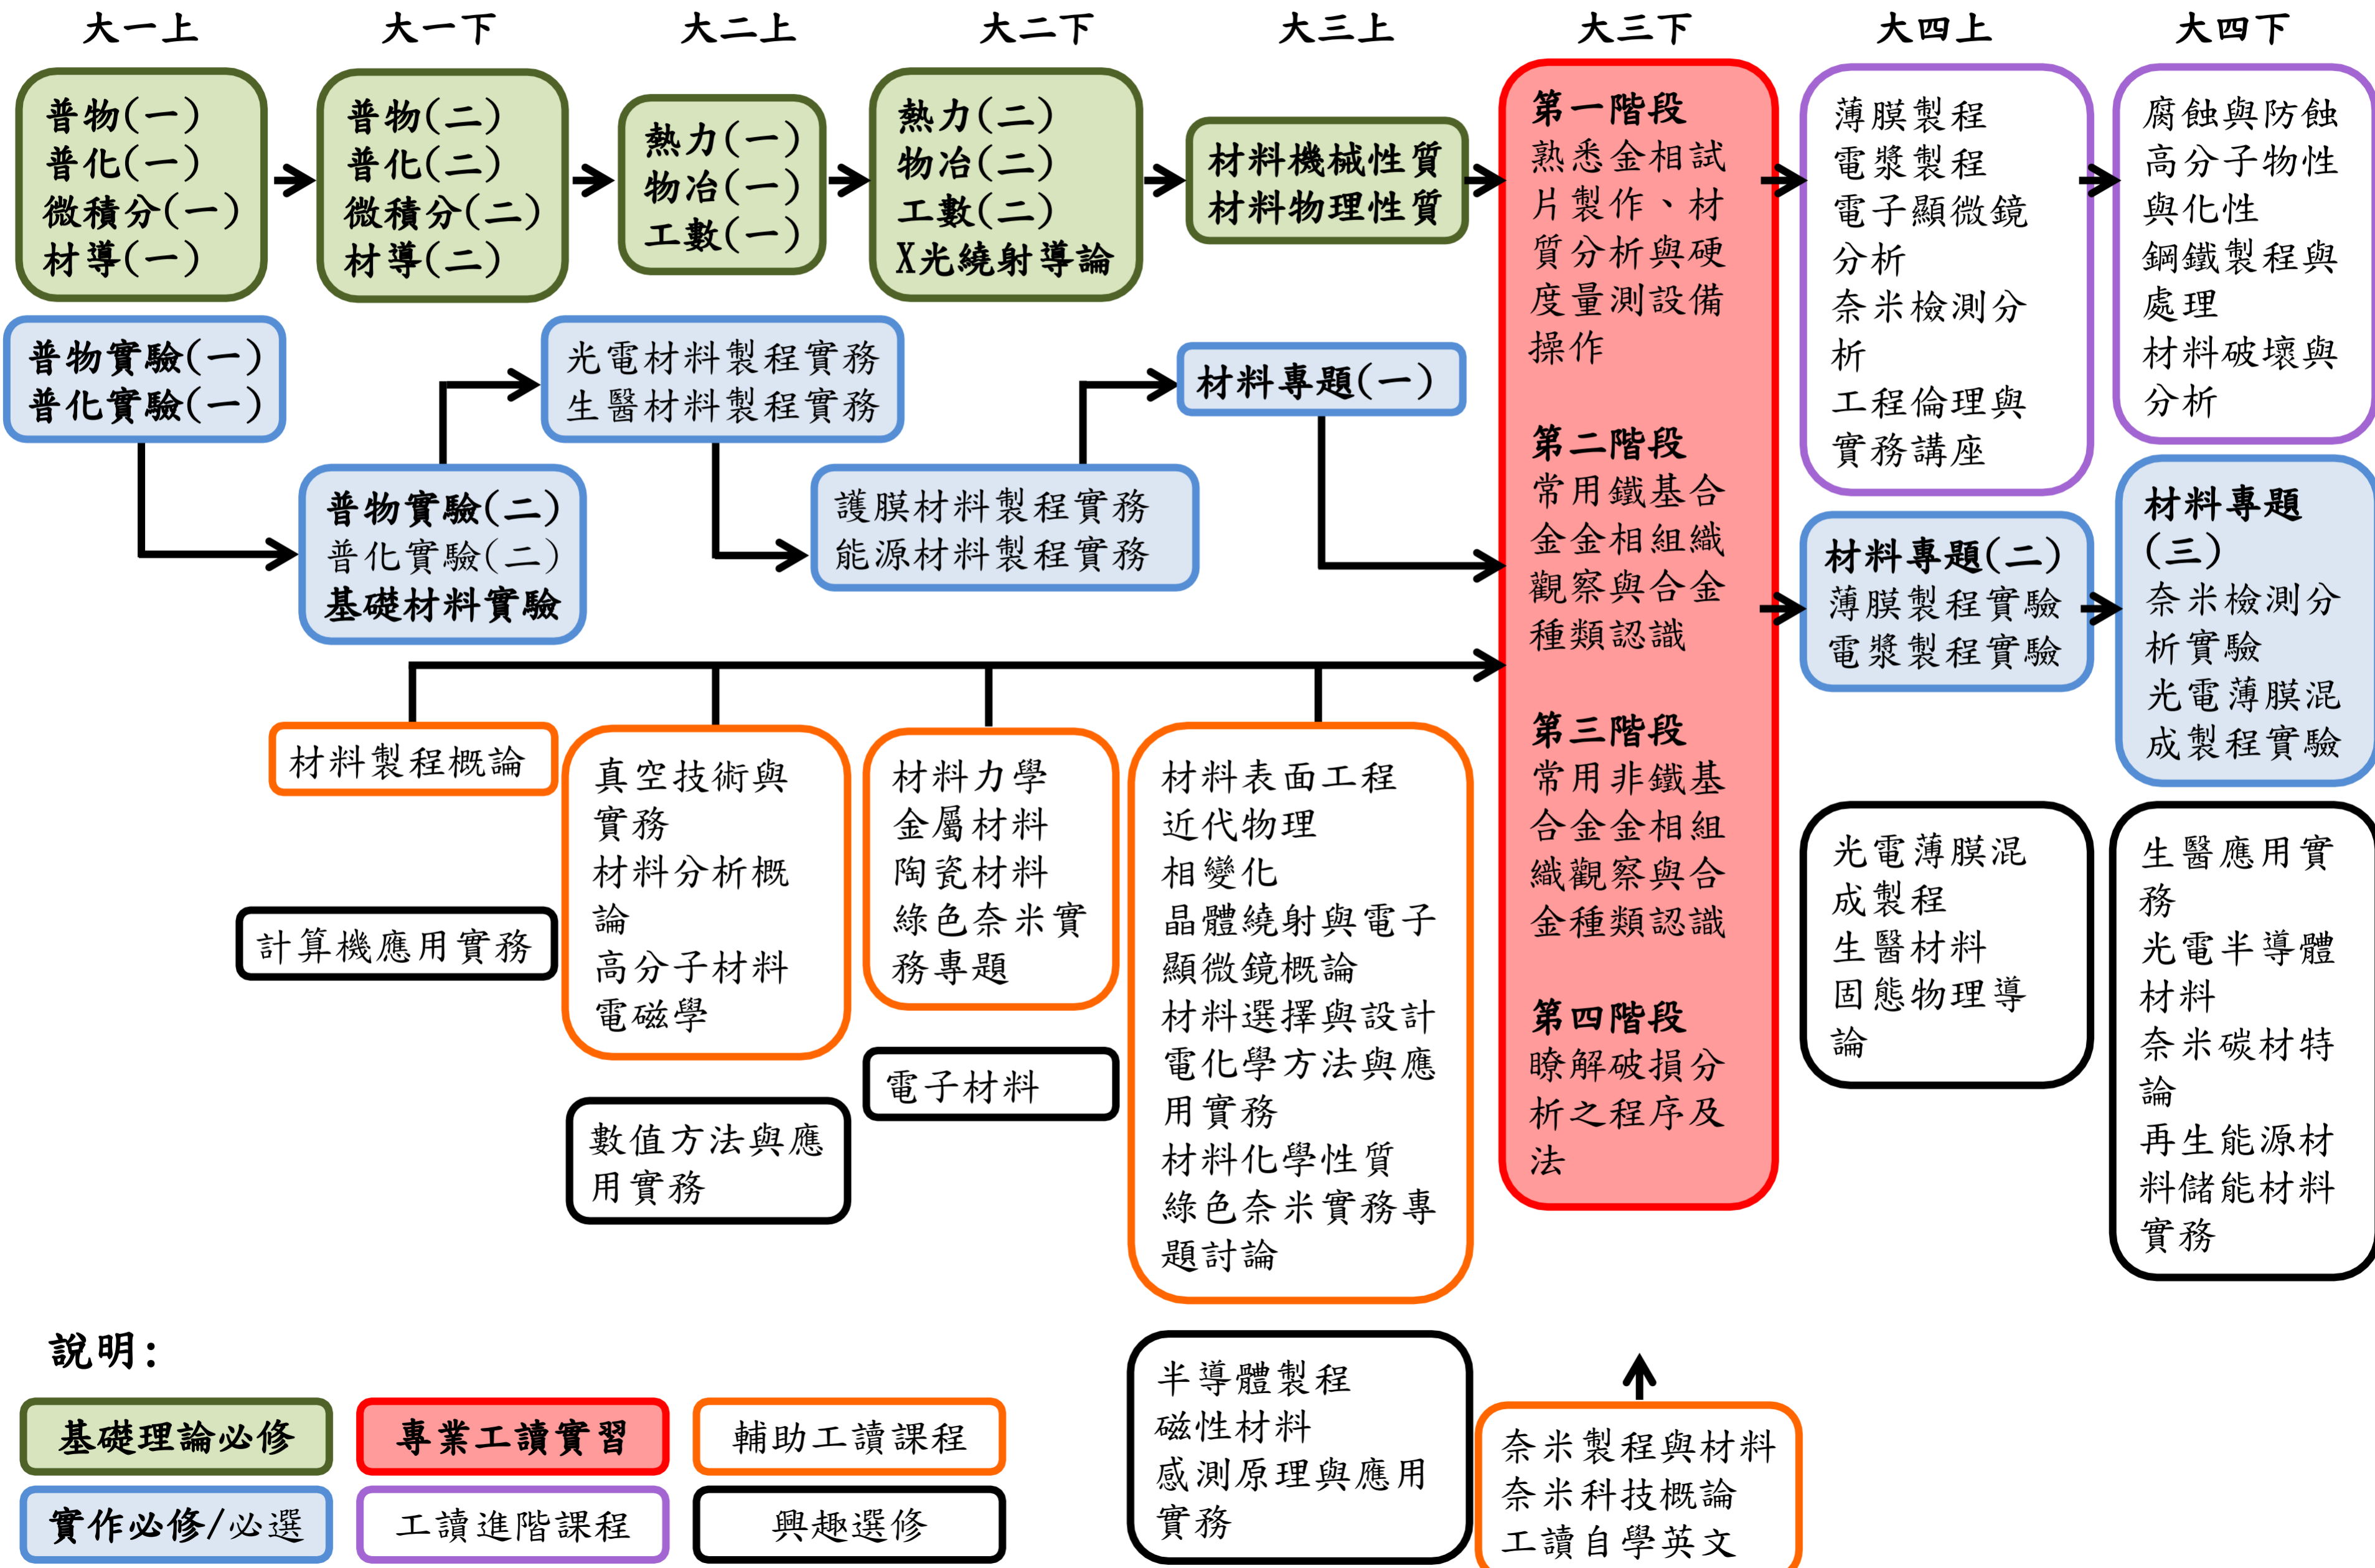 大一上
大一下
大二上
大二下
大三上
大三下
大四上
大四下
普物(一)
普化(一)
微積分(一)
材導(一)
普物(二)
普化(二)
微積分(二)
材導(二)
熱力(一)
物冶(一)
工數(一)
熱力(二)
物冶(二)
工數(二)
X光繞射導論
材料機械性質
材料物理性質
第一階段
熟悉金相試
片製作、材
質分析與硬
度量測設備
操作
第二階段
常用鐵基合
金金相組織
觀察與合金
種類認識
第三階段
常用非鐵基
合金金相組
織觀察與合
金種類認識
第四階段
瞭解破損分
析之程序及
法
薄膜製程
電漿製程
電子顯微鏡
分析
奈米檢測分
析
工程倫理與
實務講座
腐蝕與防蝕
高分子物性
與化性
鋼鐵製程與
處理
材料破壞與
分析
普物實驗(一)
普化實驗(一)
普物實驗(二)
普化實驗(二)
基礎材料實驗
光電材料製程實務
生醫材料製程實務
護膜材料製程實務
能源材料製程實務
材料專題(一)
材料專題(二)
薄膜製程實驗
電漿製程實驗
材料專題
(三)
奈米檢測分
析實驗
光電薄膜混
成製程實驗
材料製程概論
計算機應用實務
真空技術與
實務
材料分析概
論
高分子材料
電磁學
數值方法與應
用實務
材料力學
金屬材料
陶瓷材料
綠色奈米實
務專題
電子材料
材料表面工程
近代物理
相變化
晶體繞射與電子
顯微鏡概論
材料選擇與設計
電化學方法與應
用實務
材料化學性質
綠色奈米實務專
題討論
半導體製程
磁性材料
感測原理與應用
實務
奈米製程與材料
奈米科技概論
工讀自學英文
光電薄膜混
成製程
生醫材料
固態物理導
論
生醫應用實
務
光電半導體
材料
奈米碳材特
論
再生能源材
料儲能材料
實務
說明:
基礎理論必修
專業工讀實習
輔助工讀課程
實作必修/必選
工讀進階課程
興趣選修